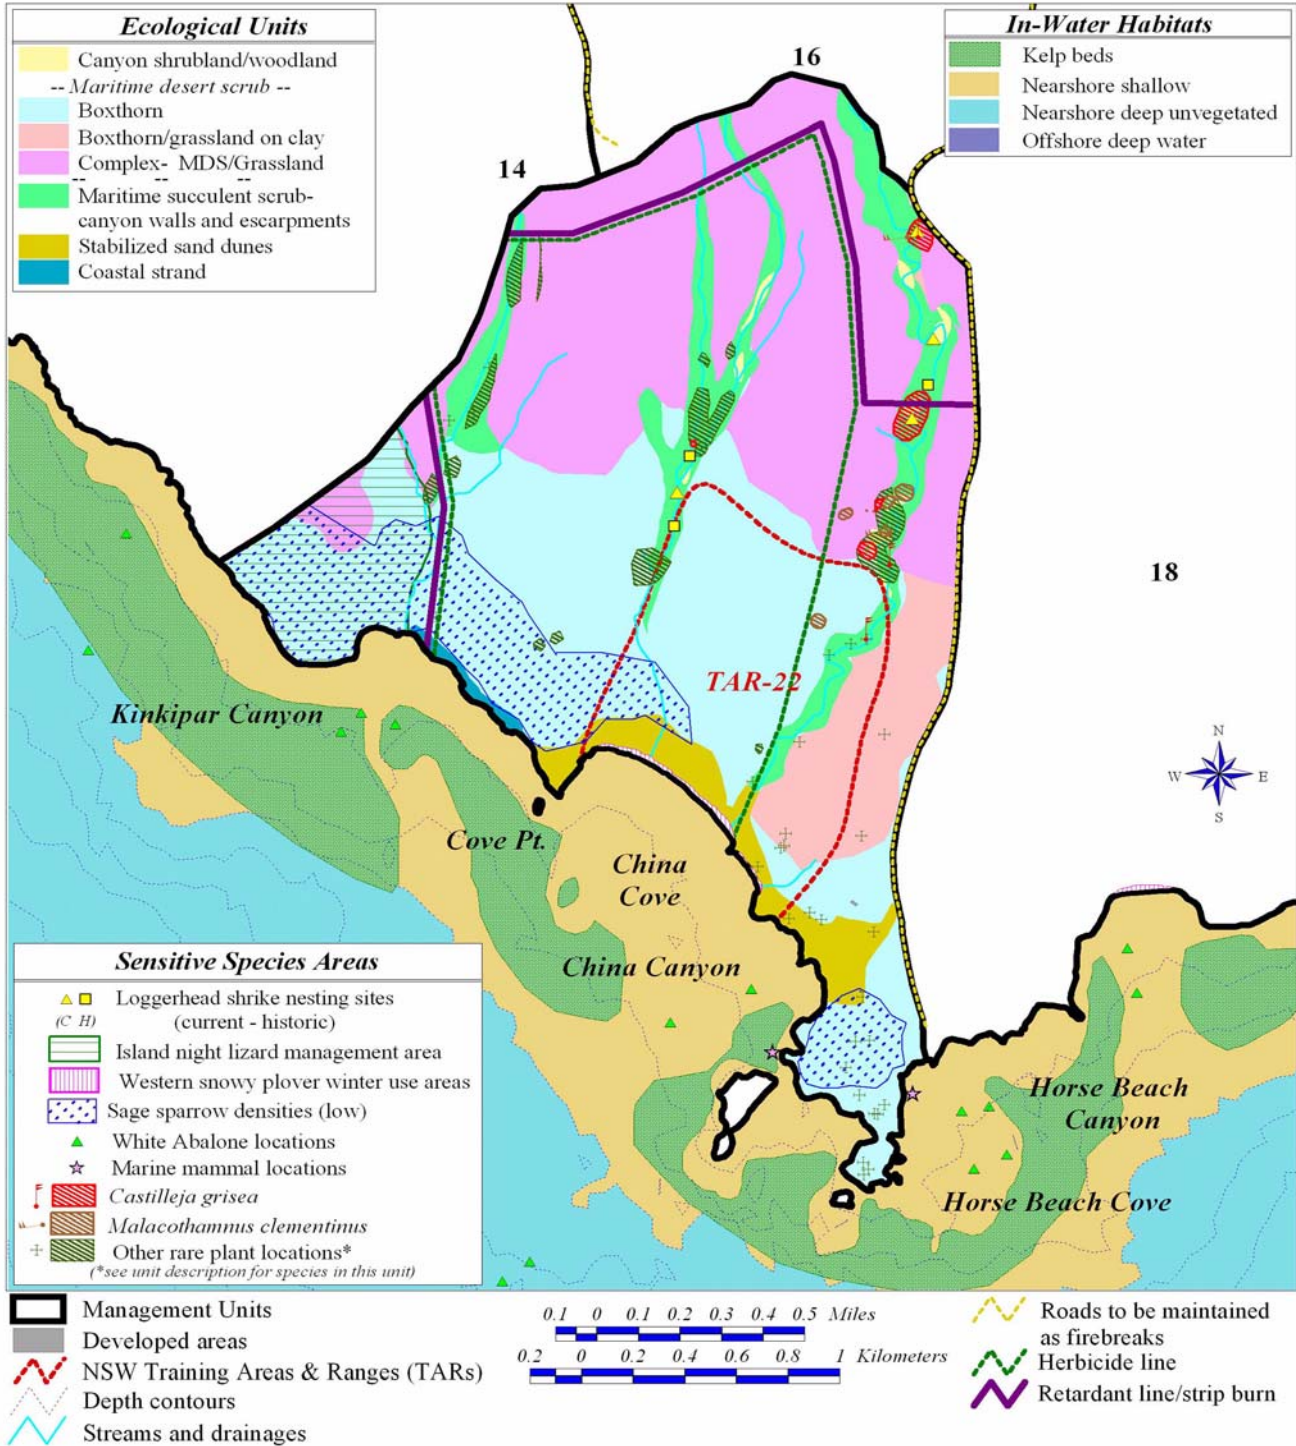 Ecological Units
Canyon shrubland/woodland
-- Maritime desert scrub --
Boxthorn
Boxthorn/grassland on clay
Complex- MDS/Grassland
-- -- --
Maritime succulent scrub-
canyon walls and escarpments
Stabilized sand dunes
Coastal strand
In-Water Habitats
Kelp beds
Nearshore shallow
Nearshore deep unvegetated
Offshore deep water
16
14
18
TAR-22
Kinkipar Canyon
Cove Pt.
China
Cove
China Canyon
Horse Beach
Canyon
Horse Beach Cove
N
W E
S
Sensitive Species Areas
Loggerhead shrike nesting sites
(C H) (current - historic)
Island night lizard management area
Western snowy plover winter use areas
Sage sparrow densities (low)
White Abalone locations
Marine mammal locations
Castilleja grisea
Malacothamnus clementinus
Other rare plant locations*
(*see unit description for species in this unit)
Management Units
Developed areas
NSW Training Areas & Ranges (TARs)
Depth contours
Streams and drainages
0.1 0 0.1 0.2 0.3 0.4 0.5 Miles
0.2 0 0.2 0.4 0.6 0.8 1 Kilometers
Roads to be maintained
as firebreaks
Herbicide line
Retardant line/strip burn